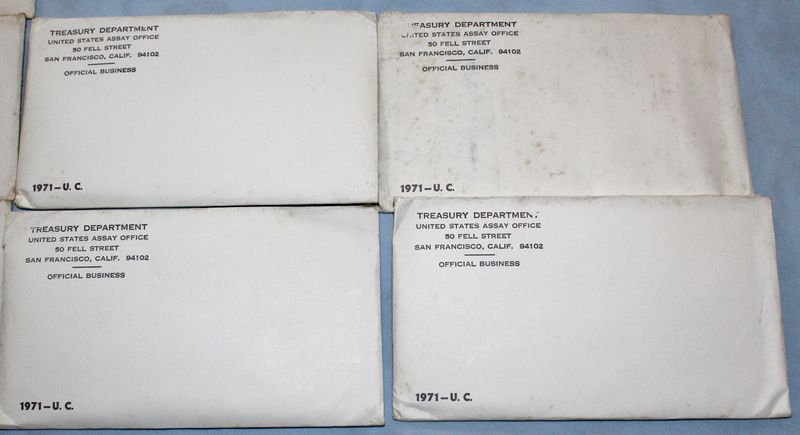 TREASURY DEPARTMENT
UNITED STATES ASSAY OFFICE
50 FELL STREET
SAN FRANCISCO, CALIF. 94102
OFFICIAL BUSINESS
1971-U. C.
TREASURY DEPARTMENT
UNITED STATES ASSAY OFFICE
50 FELL STREET
SAN FRANCISCO, CALIF. 94102
OFFICIAL BUSINESS
1971-U. C.
TREASURY DEPARTMENT
UNITED STATES ASSAY OFFICE
50 FELL STREET
SAN FRANCISCO, CALIF. 94102
OFFICIAL BUSINESS
1971-U. C.
TREASURY DEPARTMENT
UNITED STATES ASSAY OFFICE
50 FELL STREET
SAN FRANCISCO, CALIF. 94102
OFFICIAL BUSINESS
1971-U. C.